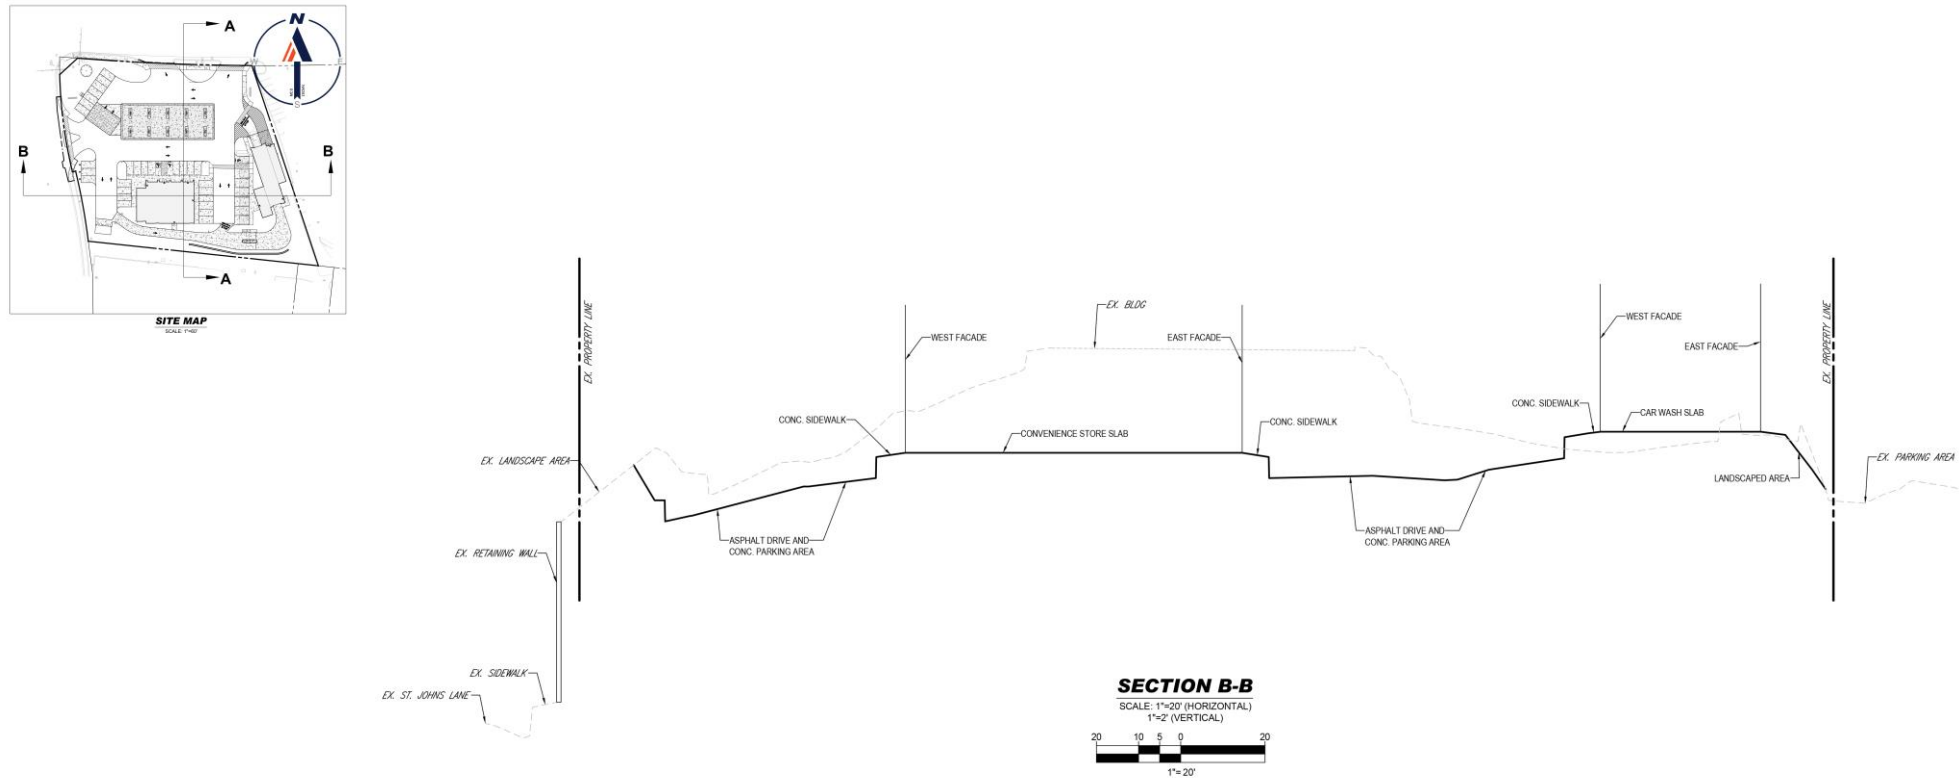 A
N
W
E
S
B
B
A
SITE MAP
SCALE: 1"=60'
EX. PROPERTY LINE
EX. BLDG
WEST FACADE
EAST FACADE
WEST FACADE
EAST FACADE
EX. PROPERTY LINE
CONC. SIDEWALK
CONVENIENCE STORE SLAB
CONC. SIDEWALK
CONC. SIDEWALK
CAR WASH SLAB
EX. LANDSCAPE AREA
EX. PARKING AREA
LANDSCAPED AREA
ASPHALT DRIVE AND
CONC. PARKING AREA
ASPHALT DRIVE AND
CONC. PARKING AREA
EX. RETAINING WALL
EX. SIDEWALK
EX. ST. JOHNS LANE
SECTION B-B
SCALE: 1"=20' (HORIZONTAL)
1"=2' (VERTICAL)
20 10 5 0 20
1"= 20'